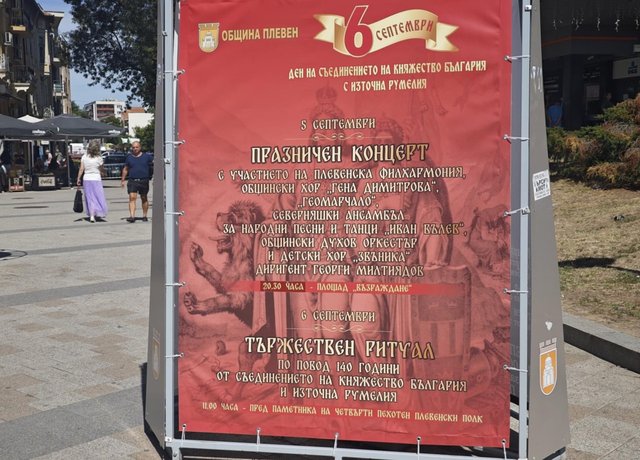 ОБЩИНА ПЛЕВЕН
6
СЕПТЕМВРИ
ДЕН НА СЪЕДИНЕНИЕТО НА КНЯЖЕСТВО БЪЛГАРИЯ
С ИЗТОЧНА РУМЕЛИЯ
5 СЕПТЕМВРИ
ПРАЗНИЧЕН КОНЦЕРТ
С УЧАСТИЕТО НА ПЛЕВЕНСКА ФИЛХАРМОНИЯ,
ОБЩИНСКИ ХОР „ГЕНА ДИМИТРОВА“,
„ГЕОМАРЧАЛО“,
СЕВЕРНЯШКИ АНСАМБЪЛ
ЗА НАРОДНИ ПЕСНИ И ТАНЦИ „ИВАН ВЪЛЕВ“,
ОБЩИНСКИ ДУХОВ ОРКЕСТЪР
И ДЕТСКИ ХОР „ЗВЪНИКА“
ДИРИГЕНТ ГЕОРГИ МИЛТИЯДОВ
20,30 ЧАСА - ПЛОЩАД „ВЪЗРАЖДАНЕ“
6 СЕПТЕМВРИ
ТЪРЖЕСТВЕН РИТУАЛ
ПО ПОВОД 140 ГОДИНИ
ОТ СЪЕДИНЕНИЕТО НА КНЯЖЕСТВО БЪЛГАРИЯ
И ИЗТОЧНА РУМЕЛИЯ
11,00 ЧАСА - ПРЕД ПАМЕТНИКА НА ЧЕТВЪРТИ ПЕХОТЕН ПЛЕВЕНСКИ ПОЛК